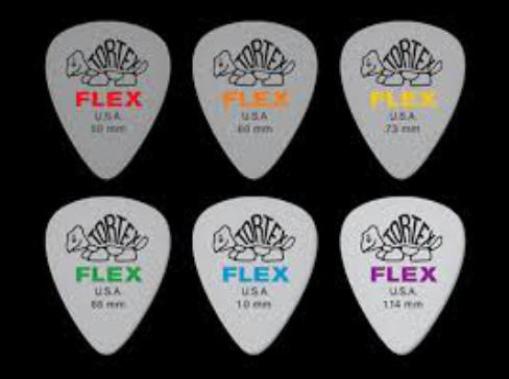 TORTEX
FLEX
U.S.A.
.50 mm
TORTEX
FLEX
U.S.A.
.60 mm
TORTEX
FLEX
U.S.A.
.73 mm
TORTEX
FLEX
U.S.A.
.88 mm
TORTEX
FLEX
U.S.A.
1.0 mm
TORTEX
FLEX
U.S.A.
1.14 mm